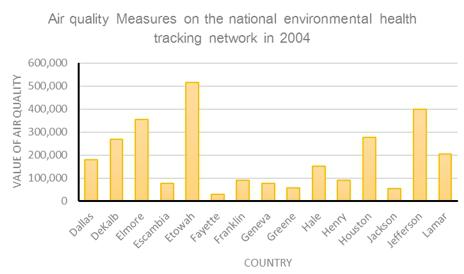 Air quality Measures on the national environmental health
tracking network in 2004
VALUE OF AIR QUALITY
600,000
500,000
400,000
300,000
200,000
100,000
0
Dallas
DeKalb
Elmore
Escambia
Etowah
Fayette
Franklin
Geneva
Greene
Hale
Henry
Houston
Jackson
Jefferson
Lamar
COUNTRY